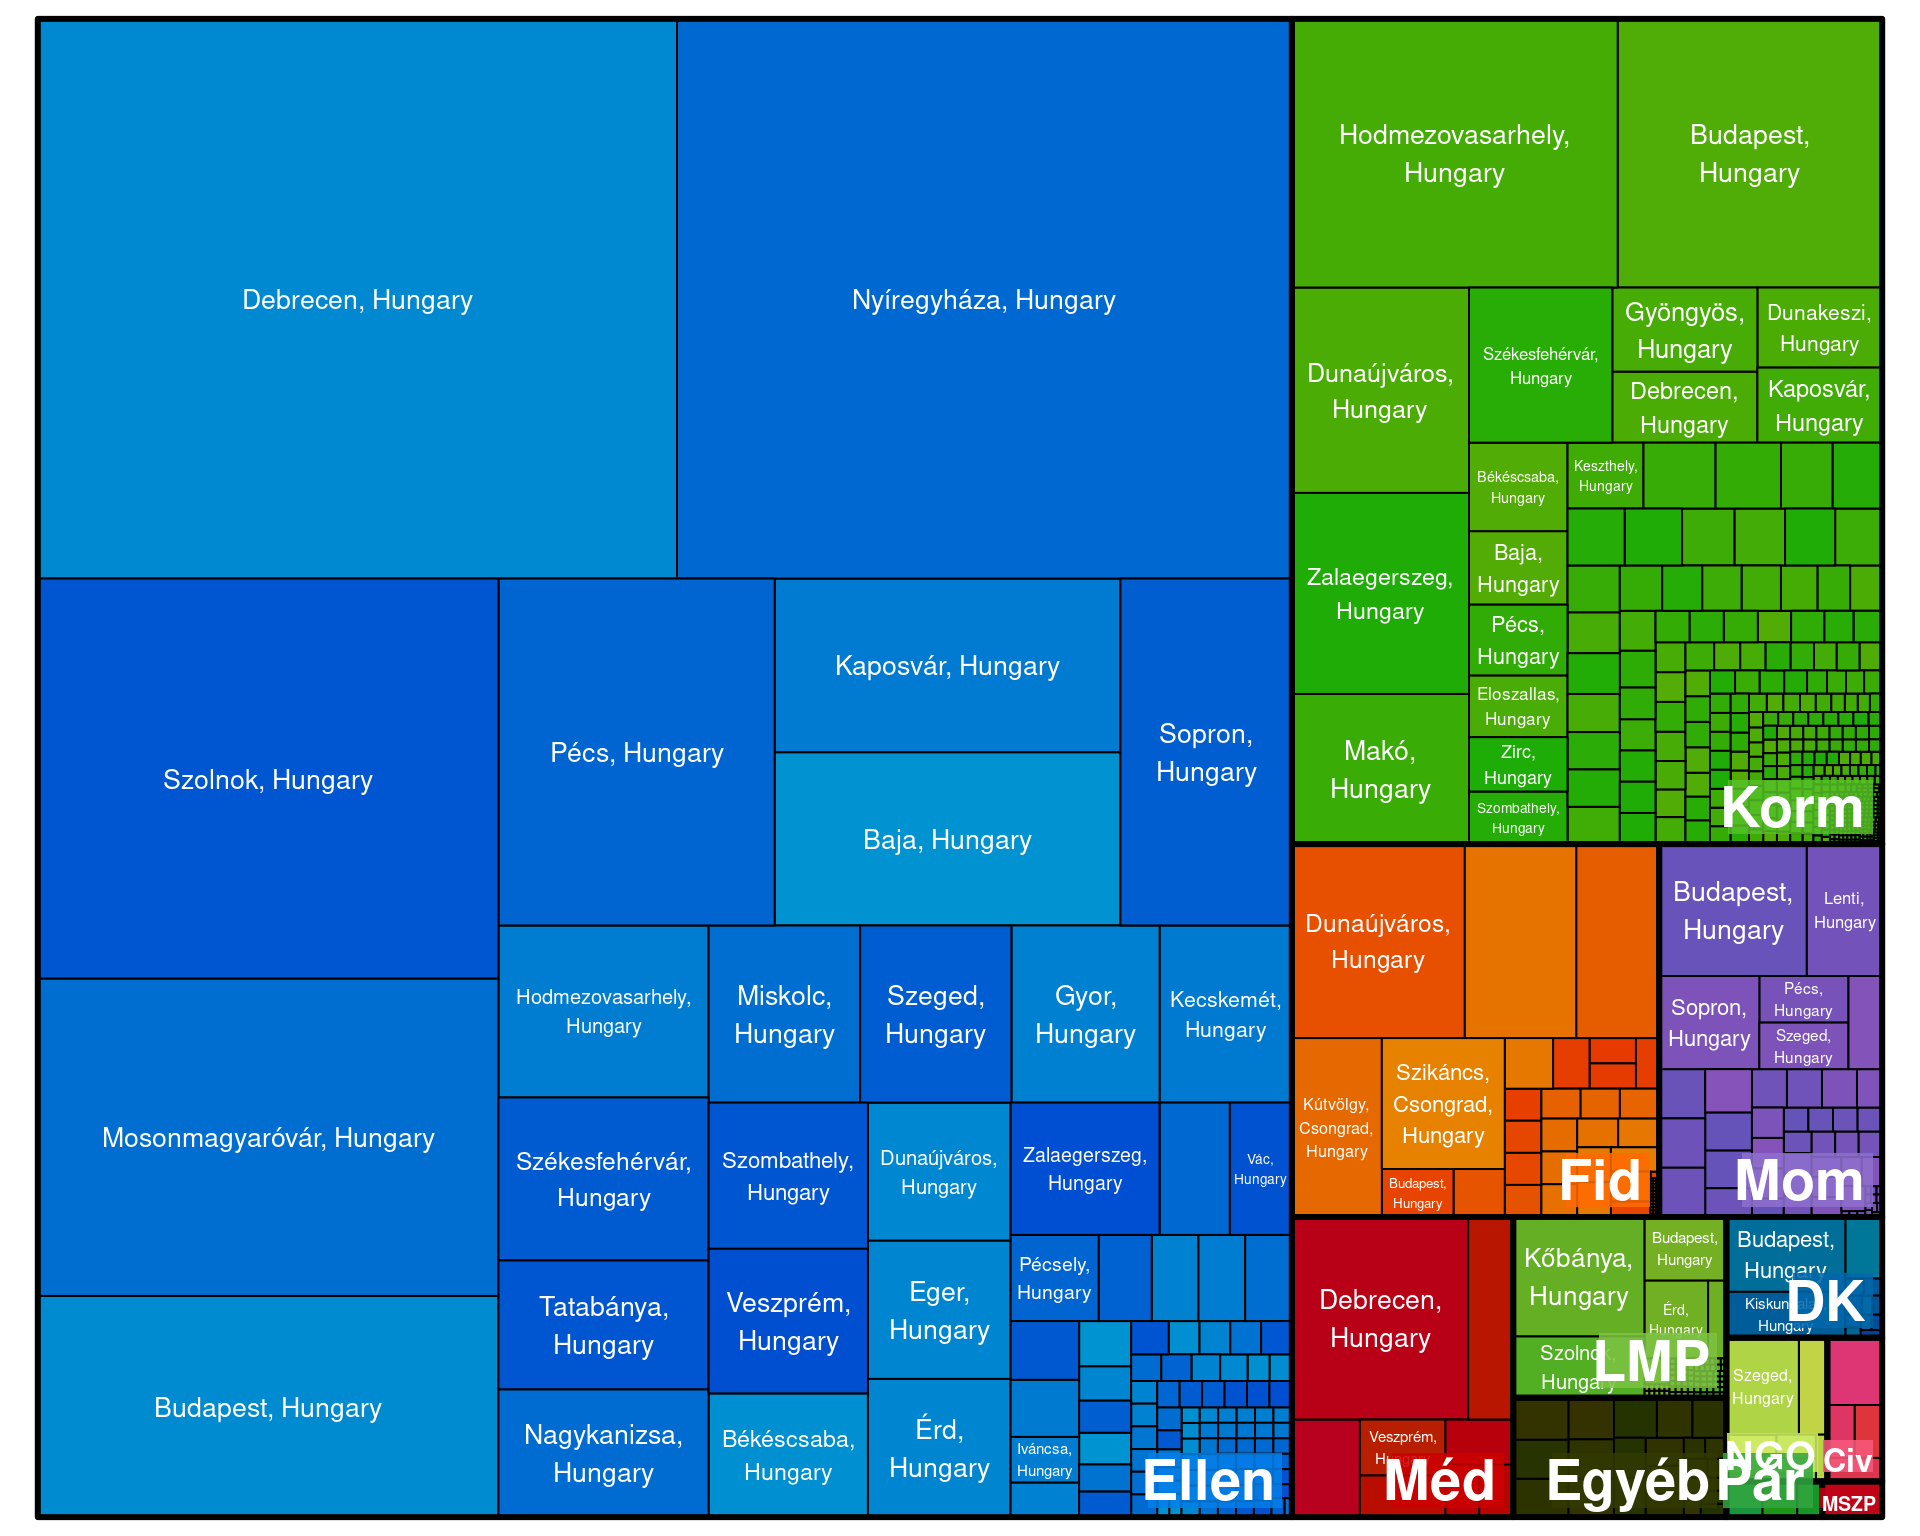 Debrecen, Hungary
Nyíregyháza, Hungary
Szolnok, Hungary
Mosonmagyaróvár, Hungary
Budapest, Hungary
Pécs, Hungary
Kaposvár, Hungary
Baja, Hungary
Sopron,
Hungary
Hodmezovasarhely,
Hungary
Miskolc,
Hungary
Szeged,
Hungary
Gyor,
Hungary
Kecskemét,
Hungary
Székesfehérvár,
Hungary
Tatabánya,
Hungary
Nagykanizsa,
Hungary
Szombathely,
Hungary
Veszprém,
Hungary
Békéscsaba,
Hungary
Dunaújváros,
Hungary
Eger,
Hungary
Érd,
Hungary
Zalaegerszeg,
Hungary
Vác,
Hungary
Pécsely,
Hungary
Iváncsa,
Hungary
Ellen
Hodmezovasarhely,
Hungary
Budapest,
Hungary
Dunaújváros,
Hungary
Zalaegerszeg,
Hungary
Makó,
Hungary
Székesfehérvár,
Hungary
Gyöngyös,
Hungary
Dunakeszi,
Hungary
Debrecen,
Hungary
Kaposvár,
Hungary
Békéscsaba,
Hungary
Keszthely,
Hungary
Baja,
Hungary
Pécs,
Hungary
Eloszallas,
Hungary
Zirc,
Hungary
Szombathely,
Hungary
Korm
Dunaújváros,
Hungary
Kútvölgy,
Csongrad,
Hungary
Szikáncs,
Csongrad,
Hungary
Budapest,
Hungary
Fid
Budapest,
Hungary
Lenti,
Hungary
Sopron,
Hungary
Pécs,
Hungary
Szeged,
Hungary
Mom
Debrecen,
Hungary
Veszprém,
Méd
Kőbánya,
Hungary
Budapest,
Hungary
Érd,
Hungary
Szolnok,
Hungary
LMP
Budapest,
Hungary
Hungary
DK
Szeged,
Hungary
NGO
Civ
Egyéb
Pár
MSZP